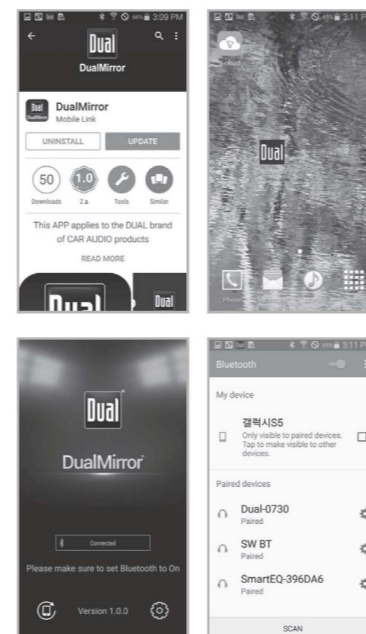 3:09 PM
Dual
DualMirror
DualMirror
Mobile Link
UNINSTALL
UPDATE
50
1.0
Downloads
2
Tools
Similar
This APP applies to the DUAL brand
of CAR AUDIO products
READ MORE
Dual
Dual
3:11 PM
Dual
Phone
Dual
DualMirror
Connected
Please make sure to set Bluetooth to On
Version 1.0.0
3:11 PM
Bluetooth
My device
갤럭시S5
Only visible to paired devices.
Tap to make visible to other
devices.
Paired devices
Dual-0730
Paired
SW BT
Paired
SmartEQ-396DA6
Paired
SCAN